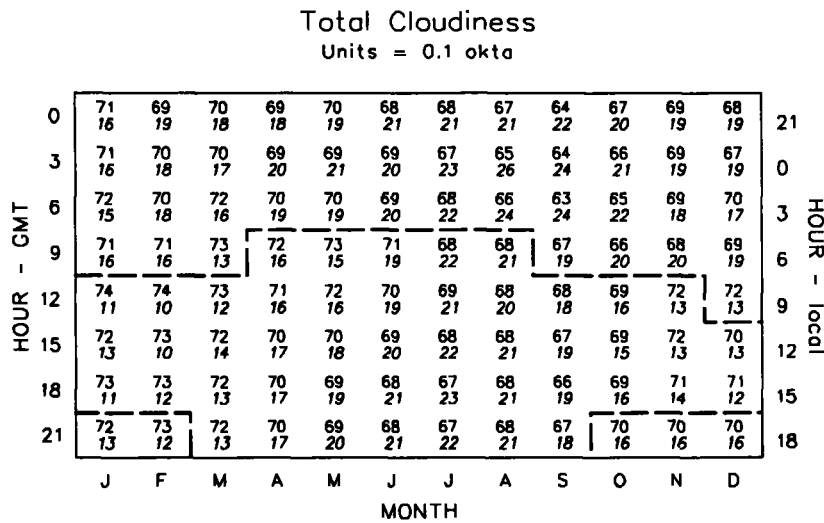 Total Cloudiness
Units = 0.1 okta
0 71 69 70 69 70 68 68 67 64 67 69 68 21
16 19 18 18 19 21 21 21 22 20 19 19
3 71 70 70 69 69 69 67 65 64 66 69 67 0
16 18 17 20 21 20 23 26 24 21 19 19
6 72 70 72 70 70 69 68 66 63 65 69 70 3
15 18 16 19 19 20 22 24 24 22 18 17
9 71 71 73 72 73 71 68 68 67 66 68 69 6
16 16 13 16 15 19 22 21 19 20 20 19
12 74 74 73 71 72 70 69 68 68 69 72 72 9
11 10 12 16 16 19 21 20 18 16 13 13
15 72 73 72 70 70 69 68 68 67 69 72 70 12
13 10 14 17 18 20 22 21 19 15 13 13
18 73 73 72 70 69 68 67 68 66 69 71 71 15
11 12 13 17 19 21 23 21 19 16 14 12
21 72 73 72 70 69 68 67 68 67 70 70 70 18
13 12 13 17 20 21 22 21 18 16 16 16
J F M A M J J A S O N D
MONTH
HOUR - GMT
HOUR - local